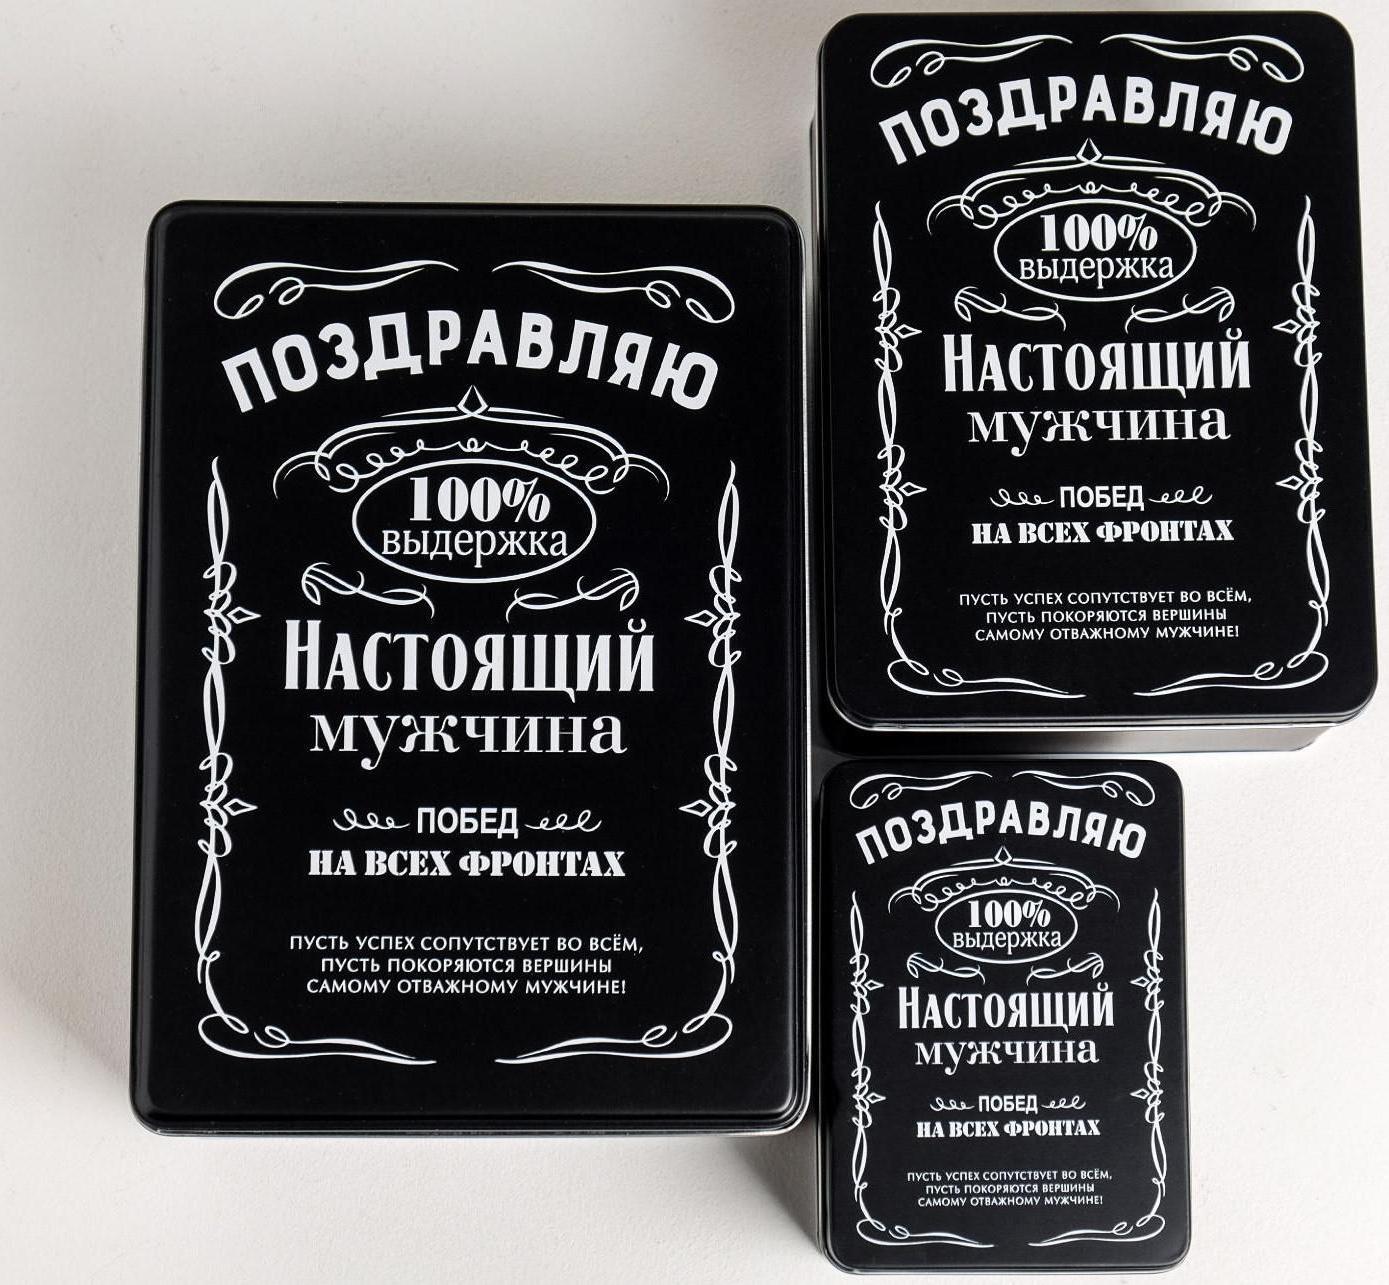 ПОЗДРАВЛЯЮ
100%
выдержка
НАСТОЯЩИЙ
мужчина
ПОБЕД
НА ВСЕХ ФРОНТАХ
ПУСТЬ УСПЕХ СОПУТСТВУЕТ ВО ВСЁМ,
ПУСТЬ ПОКОРЯЮТСЯ ВЕРШИНЫ
САМОМУ ОТВАЖНОМУ МУЖЧИНЕ!
ПОЗДРАВЛЯЮ
100%
выдержка
НАСТОЯЩИЙ
мужчина
ПОБЕД
НА ВСЕХ ФРОНТАХ
ПУСТЬ УСПЕХ СОПУТСТВУЕТ ВО ВСЁМ,
ПУСТЬ ПОКОРЯЮТСЯ ВЕРШИНЫ
САМОМУ ОТВАЖНОМУ МУЖЧИНЕ!
ПОЗДРАВЛЯЮ
100%
выдержка
НАСТОЯЩИЙ
мужчина
ПОБЕД
НА ВСЕХ ФРОНТАХ
ПУСТЬ УСПЕХ СОПУТСТВУЕТ ВО ВСЁМ,
ПУСТЬ ПОКОРЯЮТСЯ ВЕРШИНЫ
САМОМУ ОТВАЖНОМУ МУЖЧИНЕ!